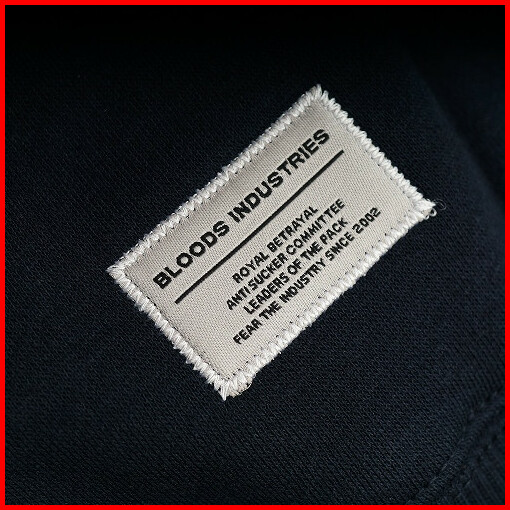 BLOODS INDUSTRIES
ROYAL BETRAYAL
ANTI SUCKER COMMITTEE
LEADERS OF THE PACK
FEAR THE INDUSTRY SINCE 2002